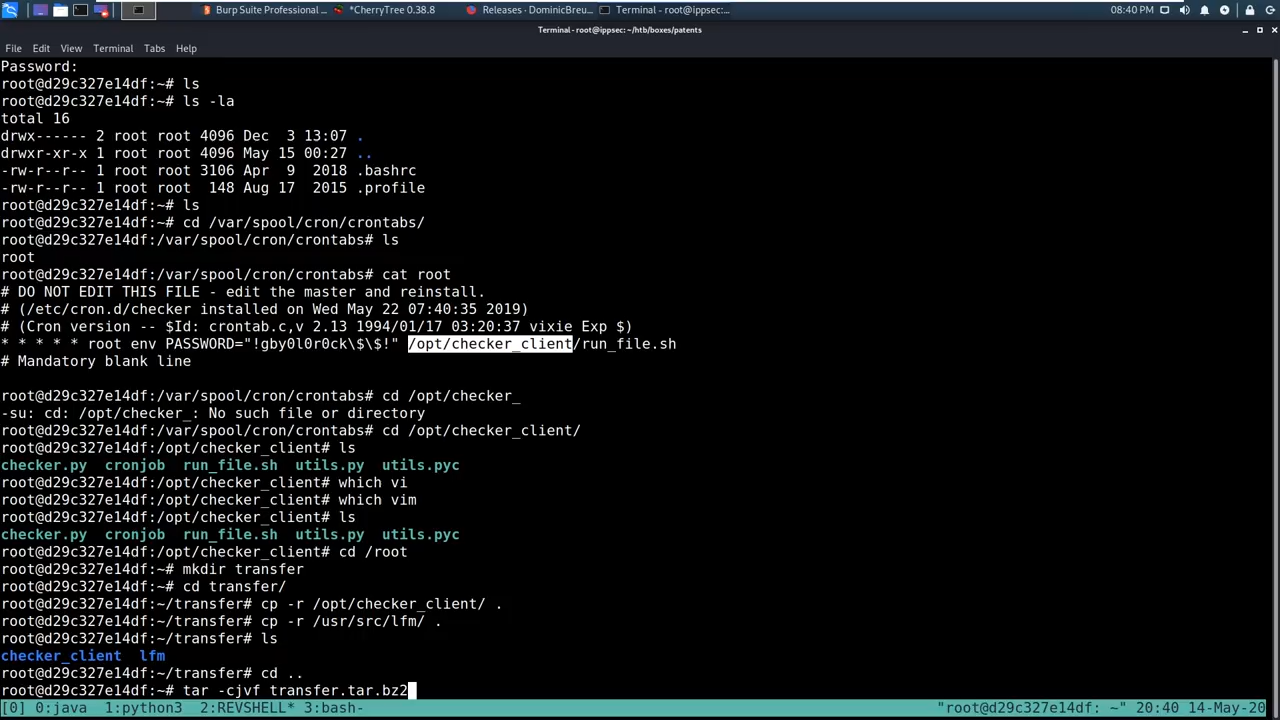 Burp Suite Professional ...
*CherryTree 0.38.8
Releases - DominicBreu...
Terminal - root@ippsec:...
08:40 PM
Terminal - root@ippsec: ~/htb/boxes/patents
File Edit View Terminal Tabs Help
Password:
root@d29c327e14df:~# ls
root@d29c327e14df:~# ls -la
total 16
drwx------ 2 root root 4096 Dec  3 13:07 .
drwxr-xr-x 1 root root 4096 May 15 00:27 ..
-rw-r--r-- 1 root root 3106 Apr  9  2018 .bashrc
-rw-r--r-- 1 root root  148 Aug 17  2015 .profile
root@d29c327e14df:~# ls
root@d29c327e14df:~# cd /var/spool/cron/crontabs/
root@d29c327e14df:/var/spool/cron/crontabs# ls
root
root@d29c327e14df:/var/spool/cron/crontabs# cat root
# DO NOT EDIT THIS FILE - edit the master and reinstall.
# (/etc/cron.d/checker installed on Wed May 22 07:40:35 2019)
# (Cron version -- $Id: crontab.c,v 2.13 1994/01/17 03:20:37 vixie Exp $)
* * * * * root env PASSWORD="!gby0l0r0ck\$\$!" /opt/checker_client/run_file.sh
# Mandatory blank line
root@d29c327e14df:/var/spool/cron/crontabs# cd /opt/checker_
-su: cd: /opt/checker_: No such file or directory
root@d29c327e14df:/var/spool/cron/crontabs# cd /opt/checker_client/
root@d29c327e14df:/opt/checker_client# ls
checker.py  cronjob  run_file.sh  utils.py  utils.pyc
root@d29c327e14df:/opt/checker_client# which vi
root@d29c327e14df:/opt/checker_client# which vim
root@d29c327e14df:/opt/checker_client# ls
checker.py  cronjob  run_file.sh  utils.py  utils.pyc
root@d29c327e14df:/opt/checker_client# cd /root
root@d29c327e14df:~# mkdir transfer
root@d29c327e14df:~# cd transfer/
root@d29c327e14df:~/transfer# cp -r /opt/checker_client/ .
root@d29c327e14df:~/transfer# cp -r /usr/src/lfm/ .
root@d29c327e14df:~/transfer# ls
checker_client  lfm
root@d29c327e14df:~/transfer# cd ..
root@d29c327e14df:~# tar -cjvf transfer.tar.bz2
[0] 0:java  1:python3  2:REVSHELL* 3:bash- "root@d29c327e14df: ~" 20:40 14-May-20